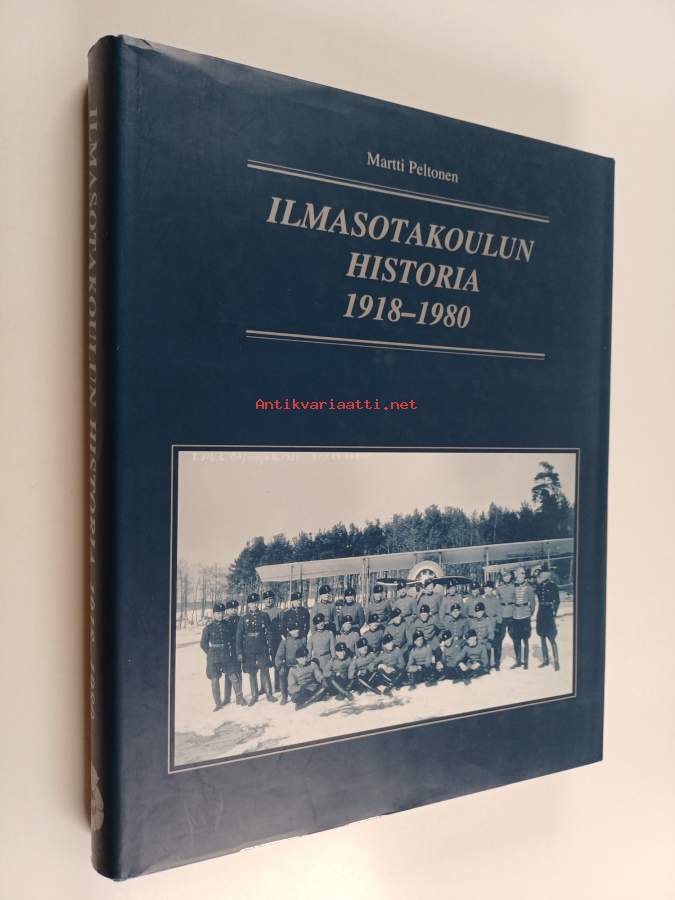 Martti Peltonen
ILMASOTAKOULUN
HISTORIA
1918–1980
Antikvariaatti.net
ILMASOTAKOULUN HISTORIA 1918–1980